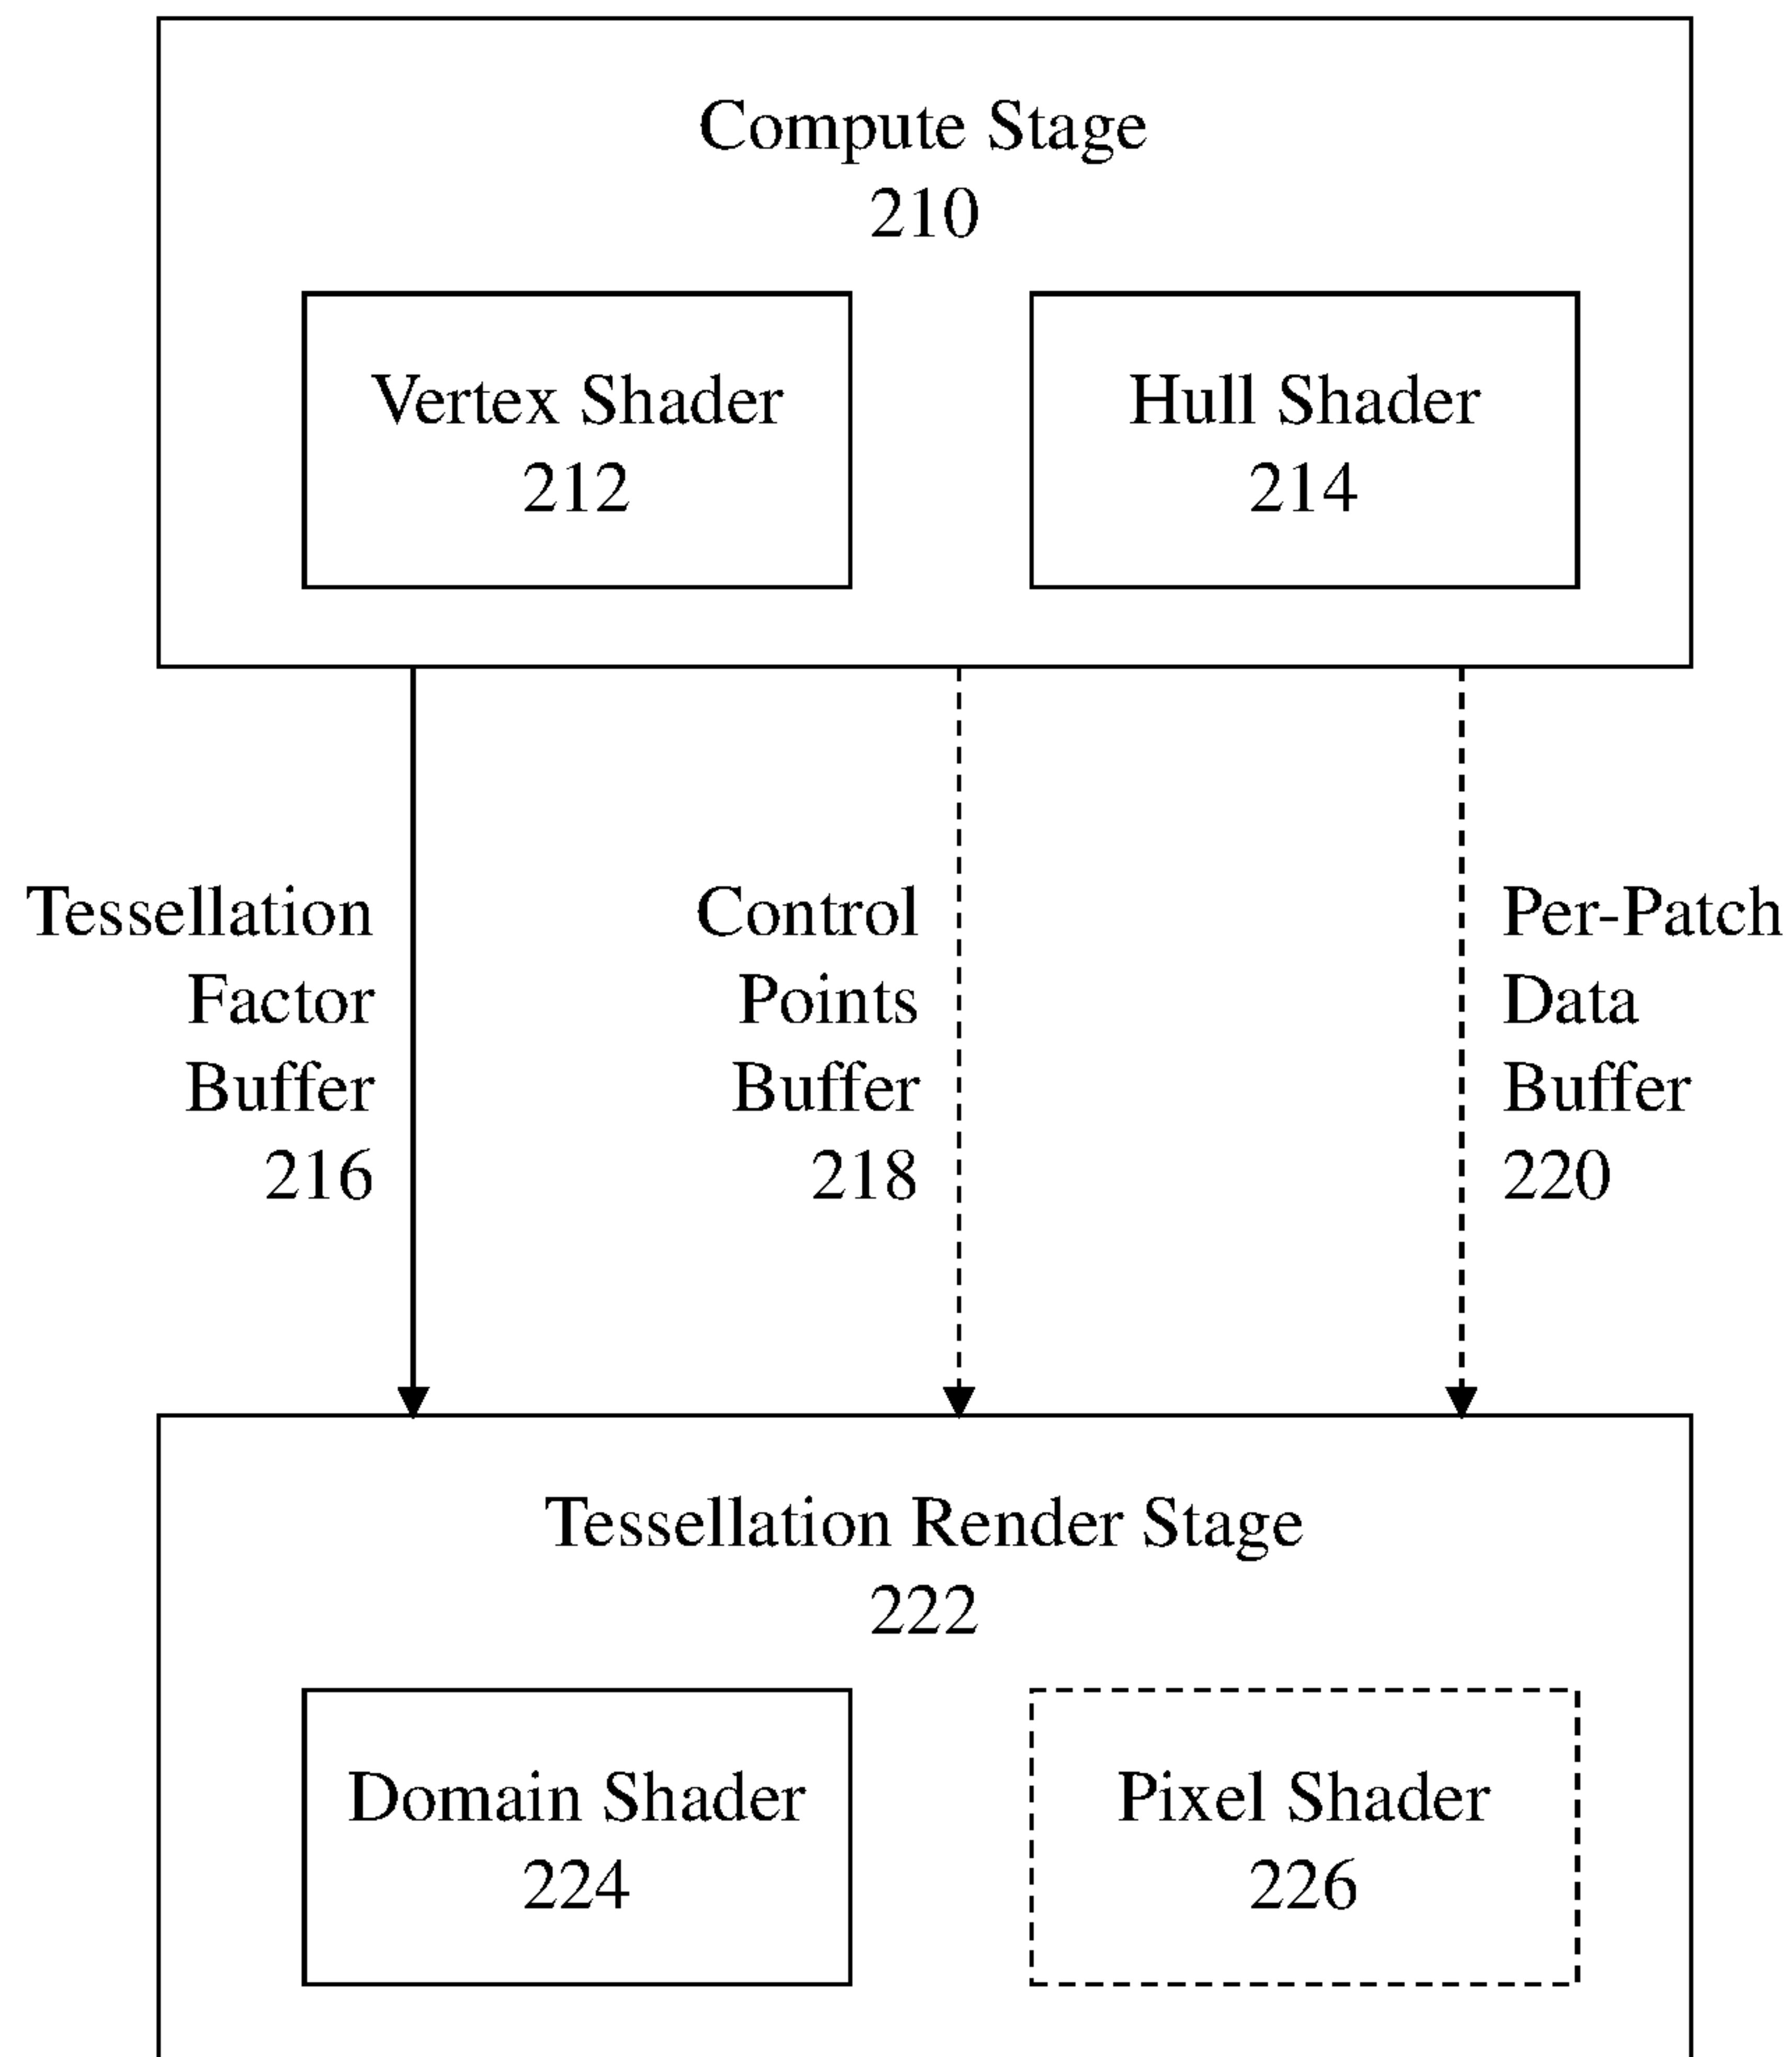 Compute Stage
210
Vertex Shader
212
Hull Shader
214
Tessellation
Factor
Buffer
216
Control
Points
Buffer
218
Per-Patch
Data
Buffer
220
Tessellation Render Stage
222
Domain Shader
224
Pixel Shader
226